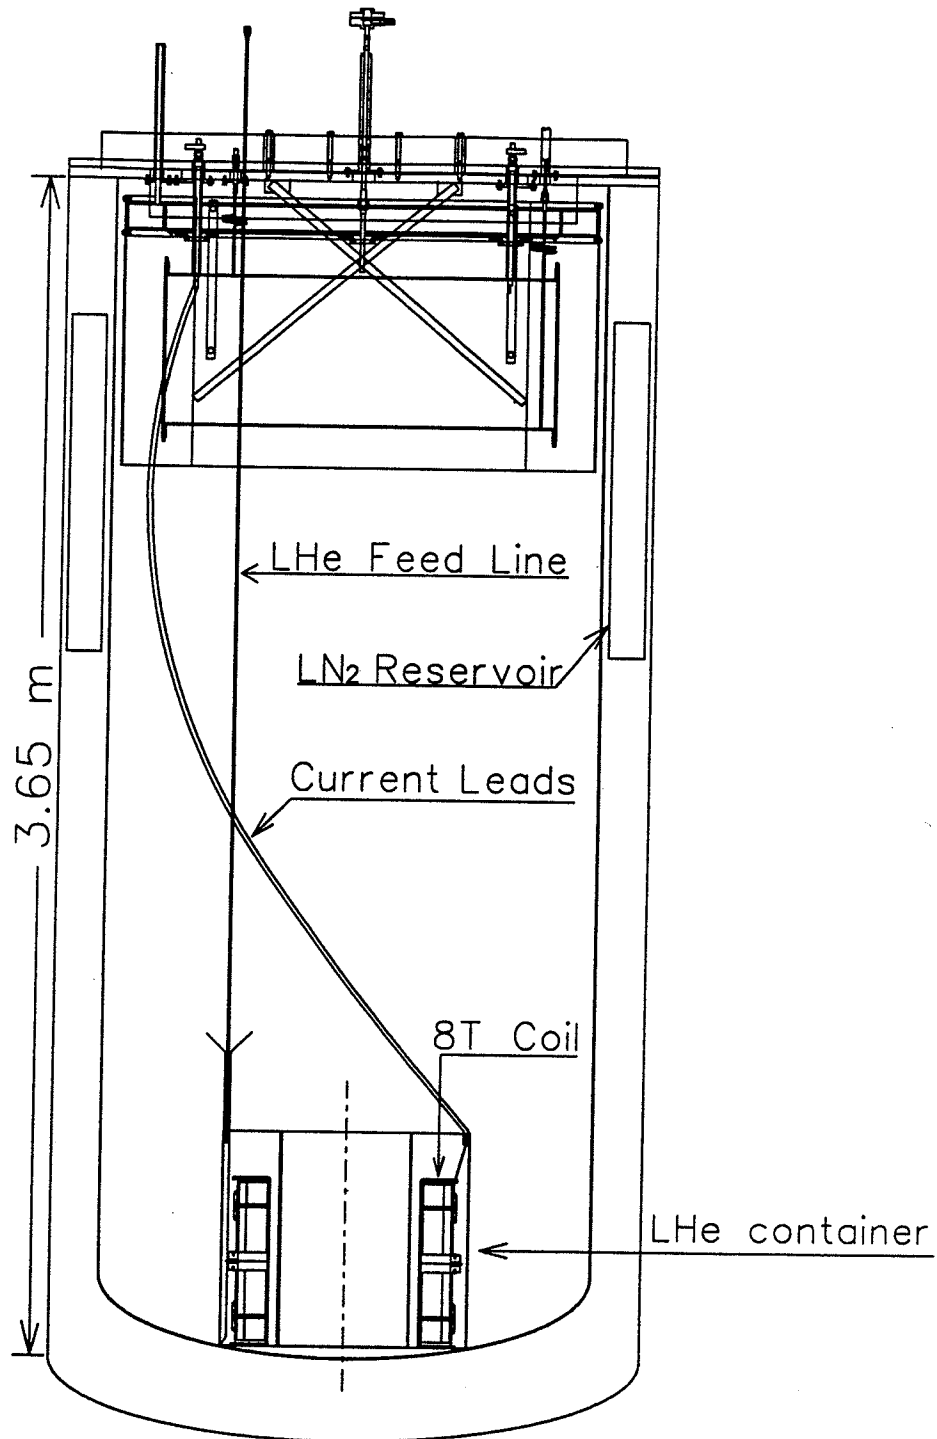 LHe Feed Line
LN₂ Reservoir
3.65 m
Current Leads
8T Coil
LHe container